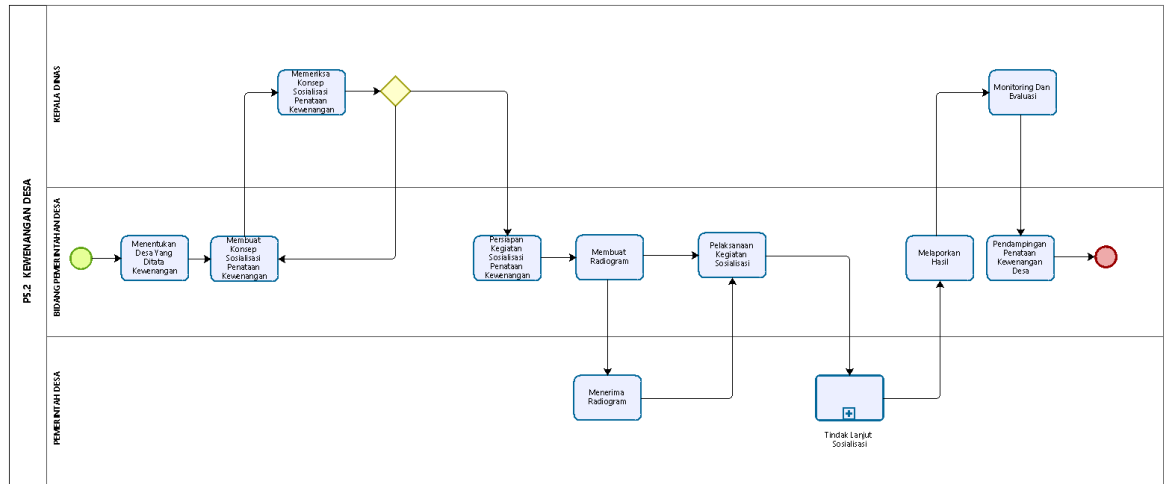 P5.2 KEWENANGAN DESA
KEPALA DINAS
Memeriksa
Konsep
Sosialisasi
Penataan
Kewenangan
Monitoring Dan
Evaluasi
BIDANG PEMERINTAHAN DESA
Menentukan
Desa Yang
Ditata
Kewenangan
Membuat
Konsep
Sosialisasi
Penataan
Kewenangan
Persiapan
Kegiatan
Sosialisasi
Penataan
Kewenangan
Membuat
Radiogram
Pelaksanaan
Kegiatan
Sosialisasi
Melaporkan
Hasil
Pendampingan
Penataan
Kewenangan
Desa
PEMERINTAH DESA
Menerima
Radiogram
Tindak Lanjut
Sosialisasi